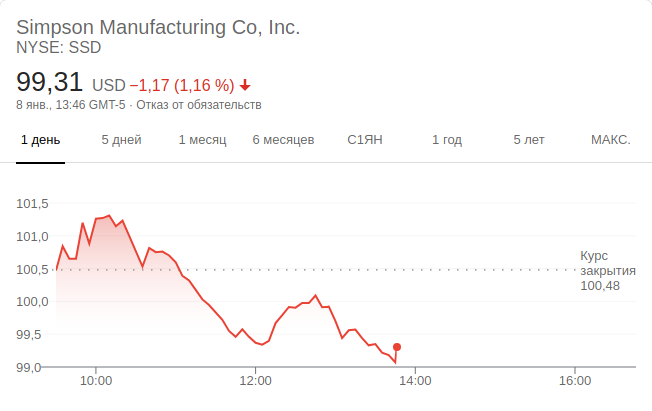 Simpson Manufacturing Co, Inc.
NYSE: SSD
99,31 USD −1,17 (1,16 %)
8 янв., 13:46 GMT-5 · Отказ от обязательств
1 день 5 дней 1 месяц 6 месяцев С1ЯН 1 год 5 лет МАКС.
101,5
101,0
100,5
100,0
99,5
99,0
Курс
закрытия
100,48
10:00 12:00 14:00 16:00